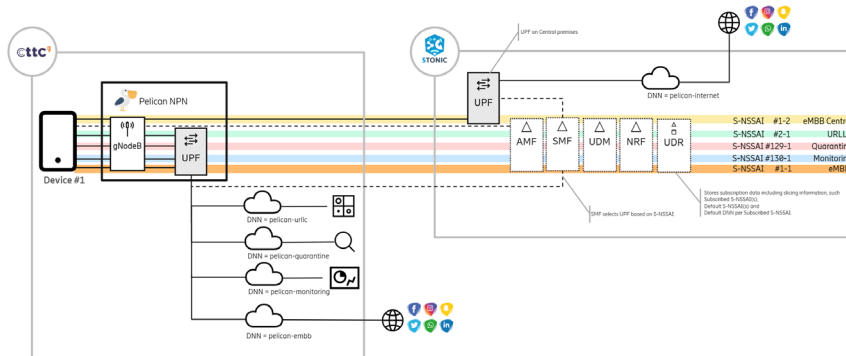 cttc
5TONIC
UPF on Central premises
DNN = pelican-internet
Pelican NPN
UPF
S-NSSAI #1-2 eMBB Centr
S-NSSAI #2-1 URLL
S-NSSAI #129-1 Quarantin
S-NSSAI #130-1 Monitorin
S-NSSAI #1-1 eMBB
gNodeB
UPF
AMF
SMF
UDM
NRF
UDR
Device #1
Stores subscription data including slicing information, such
Subscribed S-NSSAI(s),
Default S-NSSAI(s) and
Default DNN per Subscribed S-NSSAI.
SMF selects UPF based on S-NSSAI
DNN = pelican-urllc
DNN = pelican-quarantine
DNN = pelican-monitoring
DNN = pelican-embb